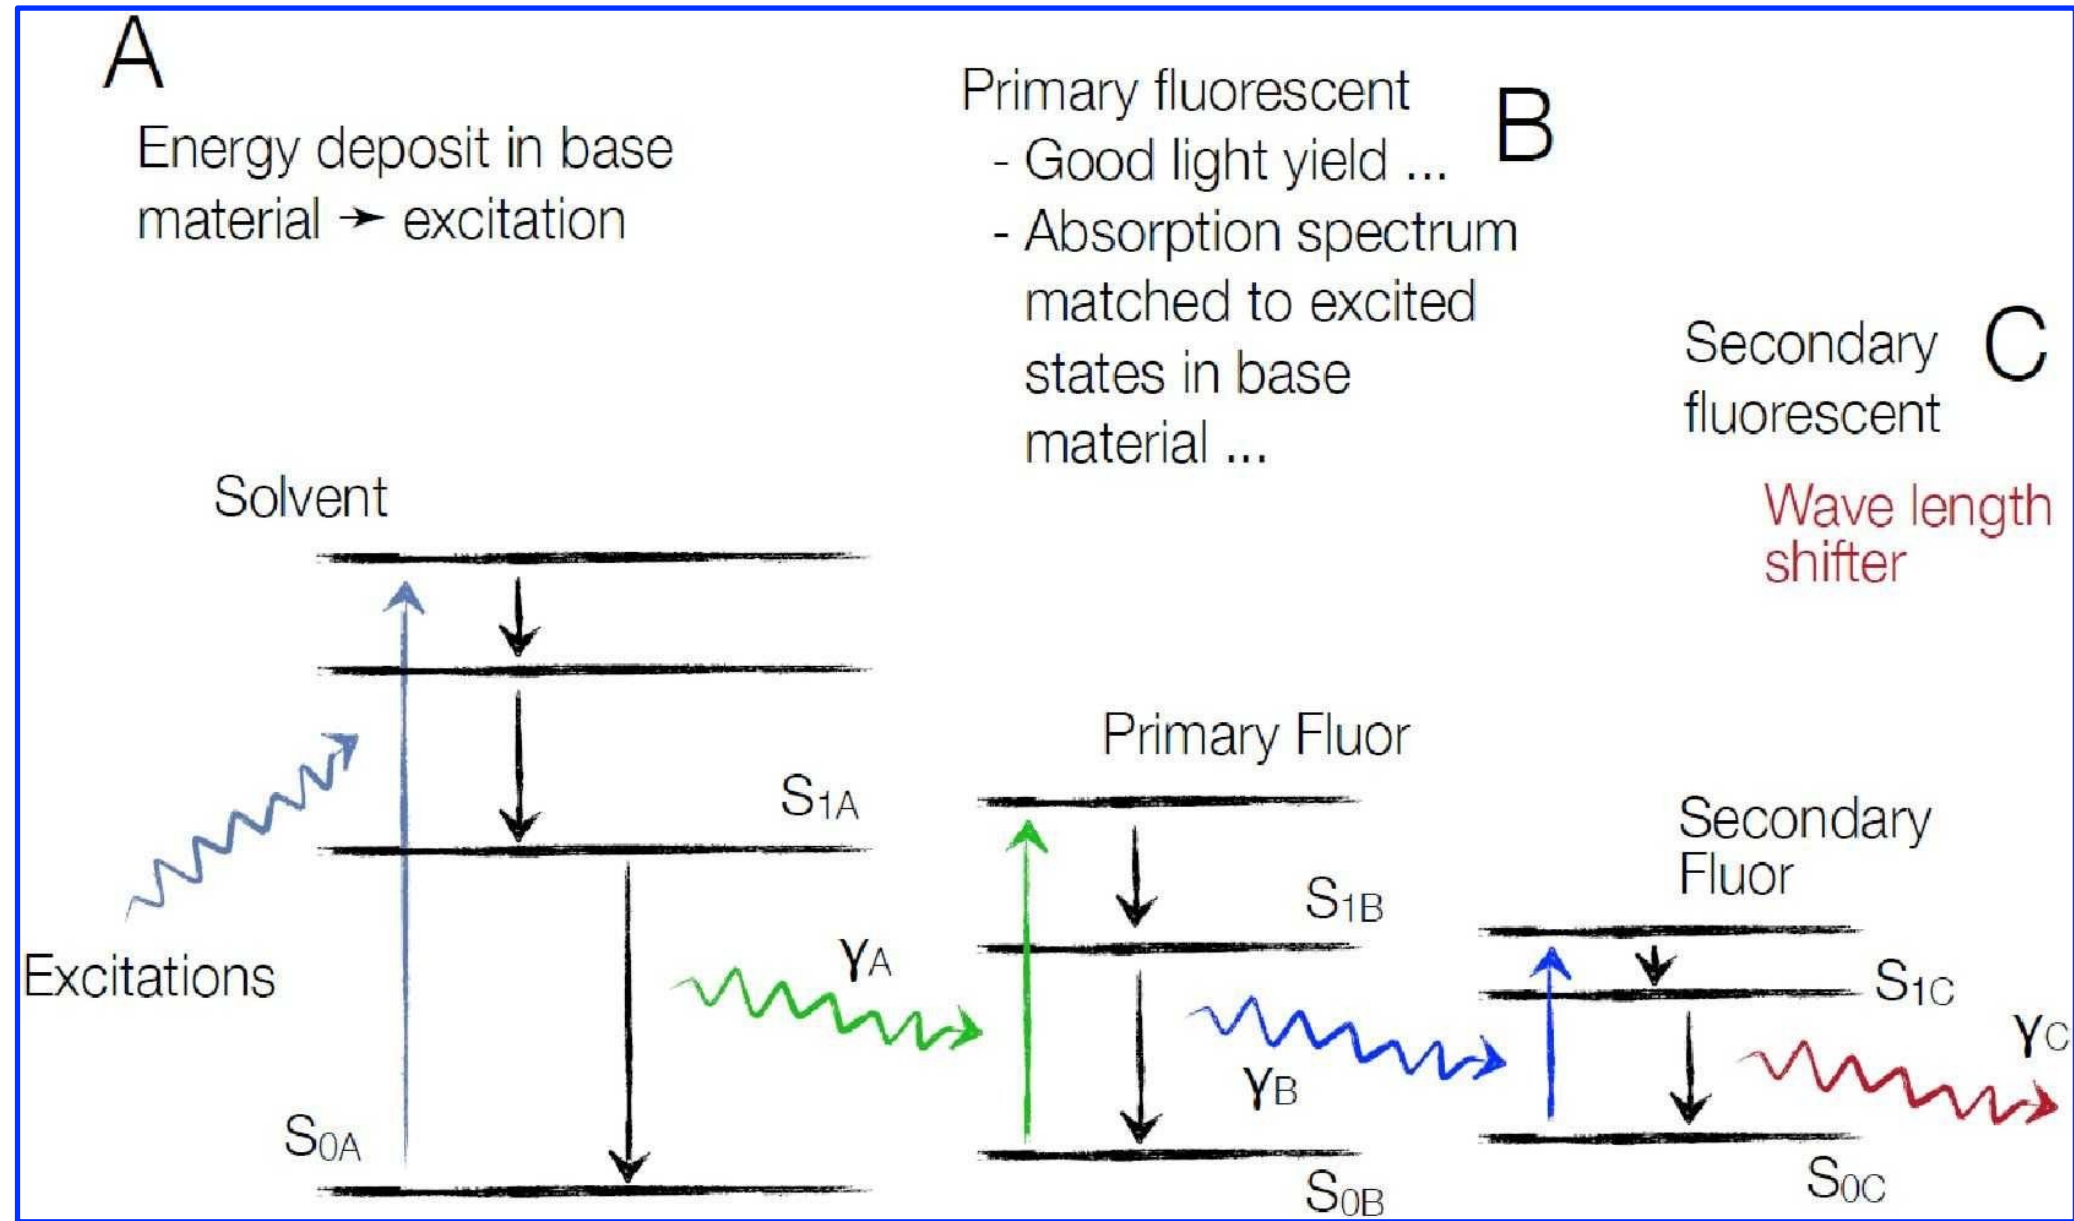 A
Energy deposit in base
material → excitation
Primary fluorescent
- Good light yield ...
- Absorption spectrum
matched to excited
states in base
material ...
B
Secondary
fluorescent
C
Wave length
shifter
Solvent
Primary Fluor
S1A
Secondary
Fluor
S1B
γA
Excitations
S1C
γC
γB
S0A
S0B
S0C